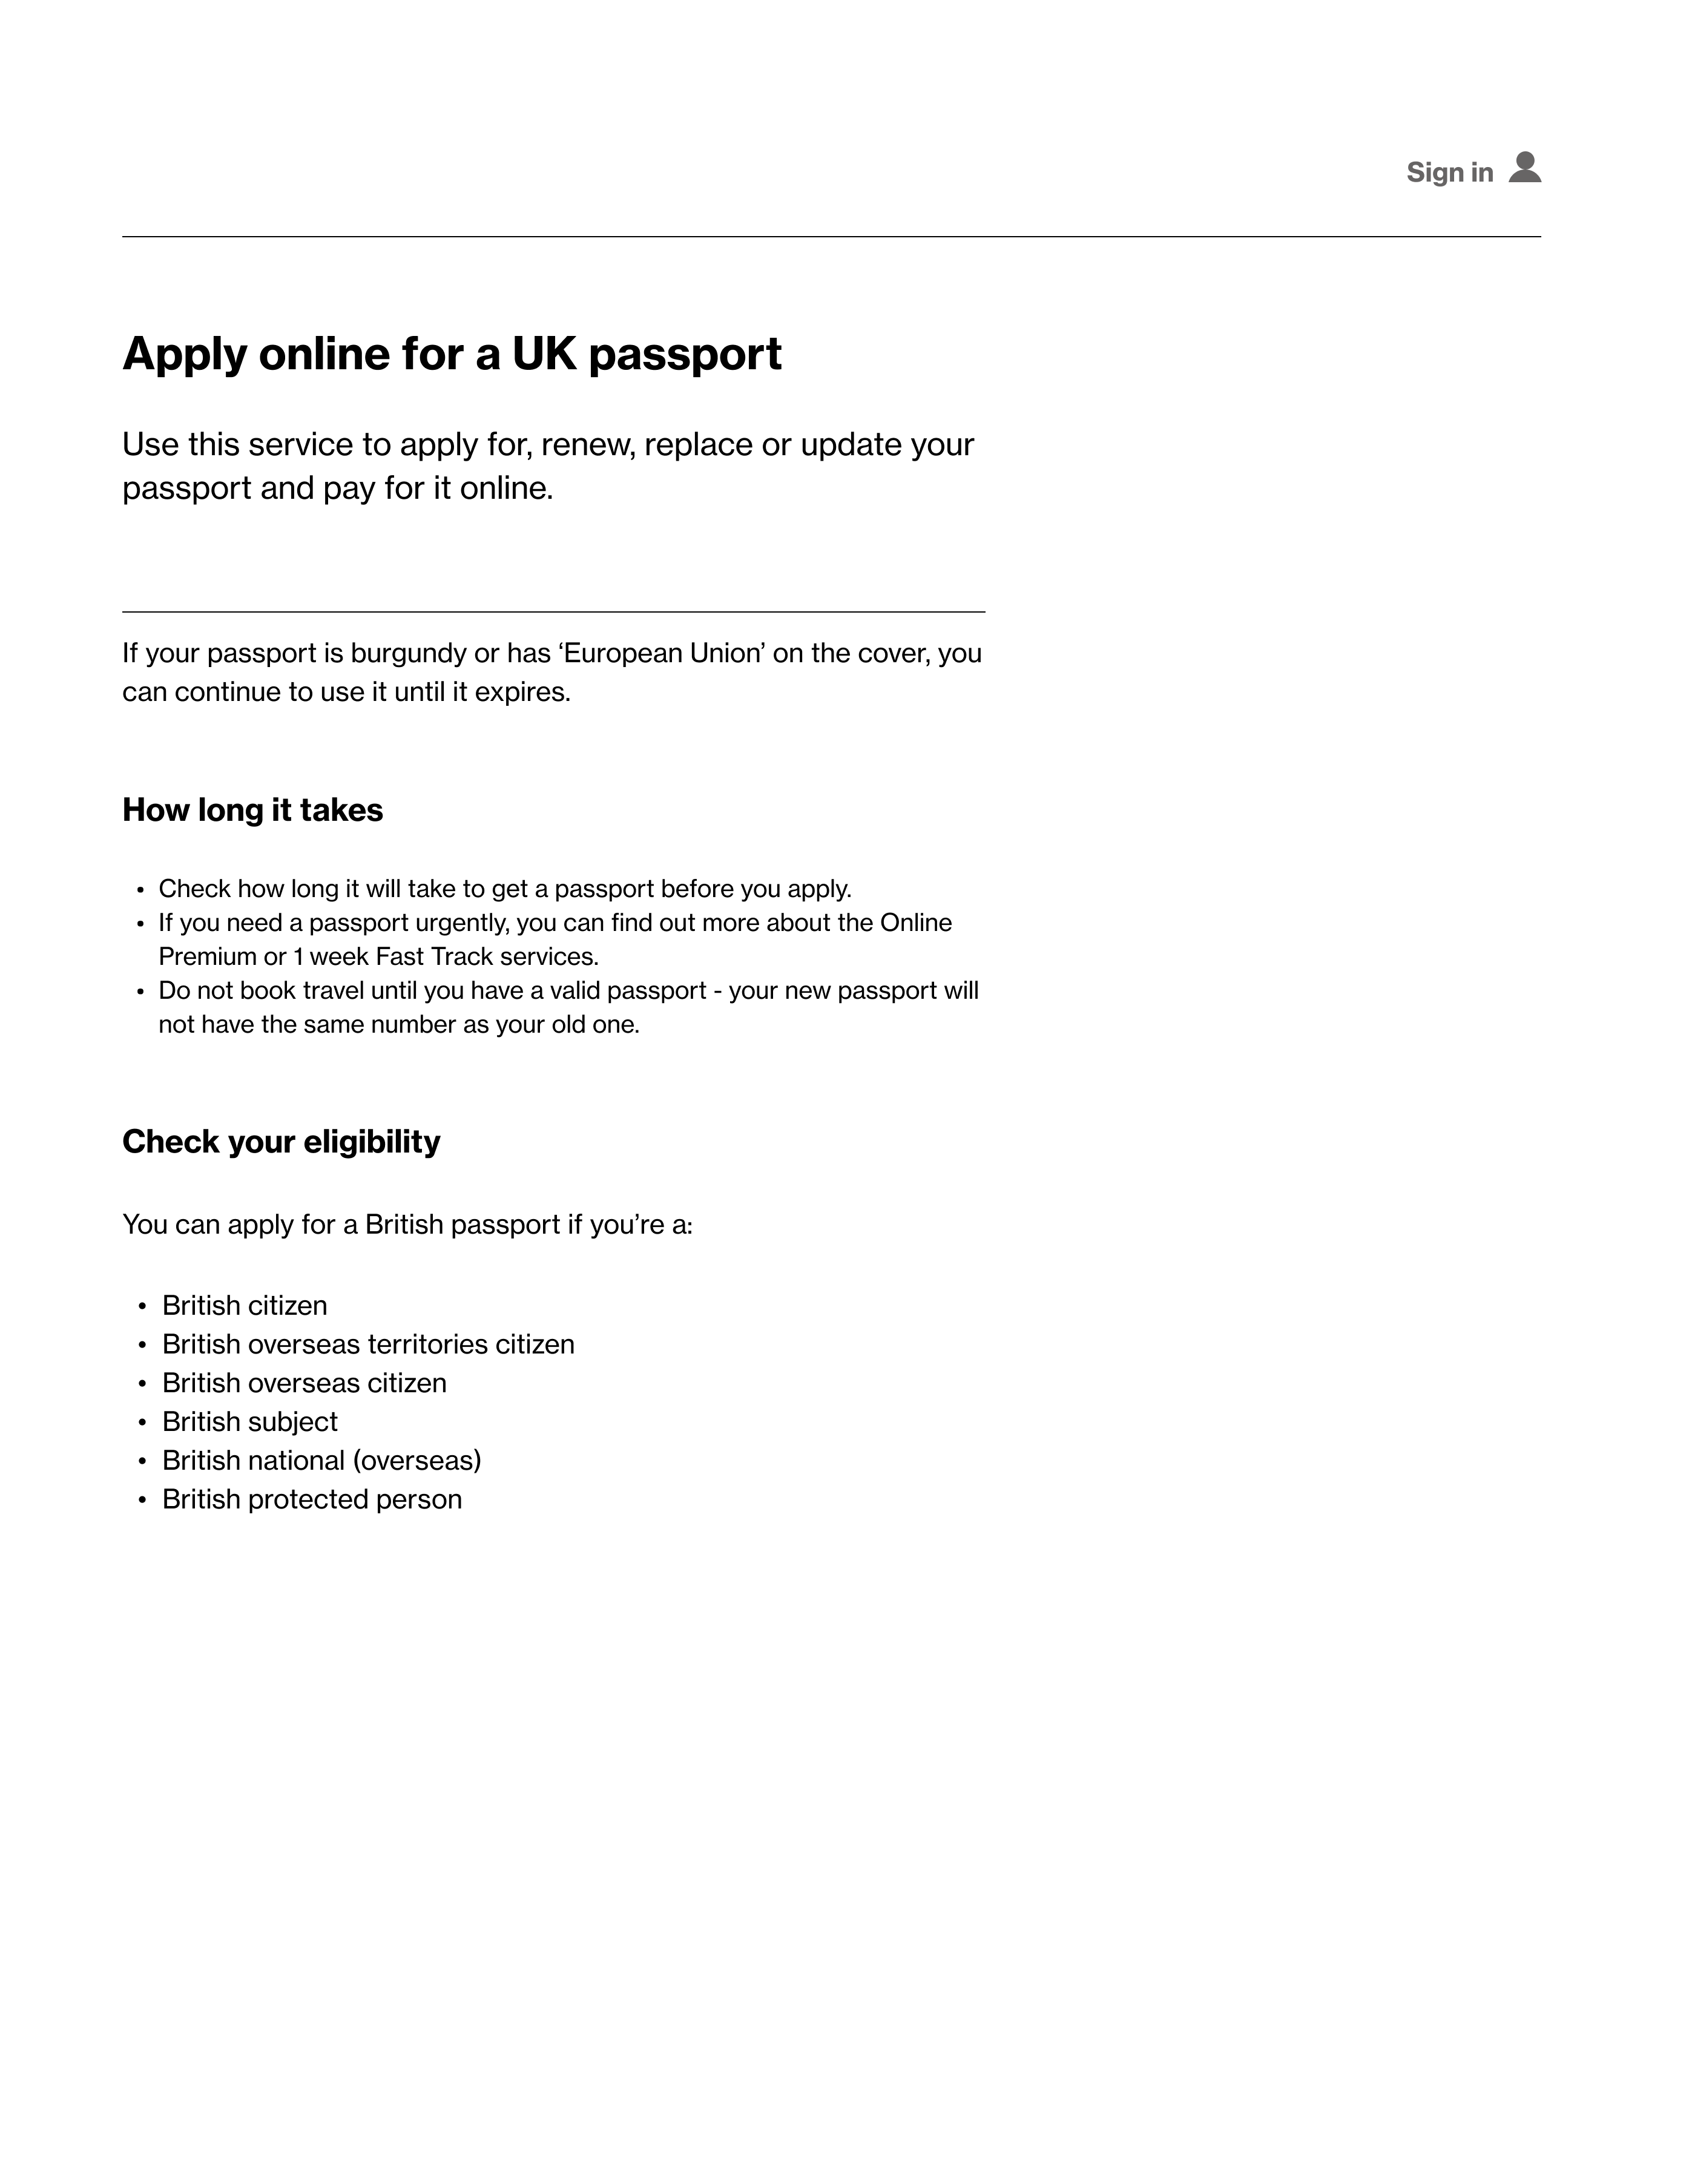 Sign in
Apply online for a UK passport
Use this service to apply for, renew, replace or update your
passport and pay for it online.
If your passport is burgundy or has ‘European Union’ on the cover, you
can continue to use it until it expires.
How long it takes
• Check how long it will take to get a passport before you apply.
• If you need a passport urgently, you can find out more about the Online
Premium or 1 week Fast Track services.
• Do not book travel until you have a valid passport - your new passport will
not have the same number as your old one.
Check your eligibility
You can apply for a British passport if you’re a:
• British citizen
• British overseas territories citizen
• British overseas citizen
• British subject
• British national (overseas)
• British protected person